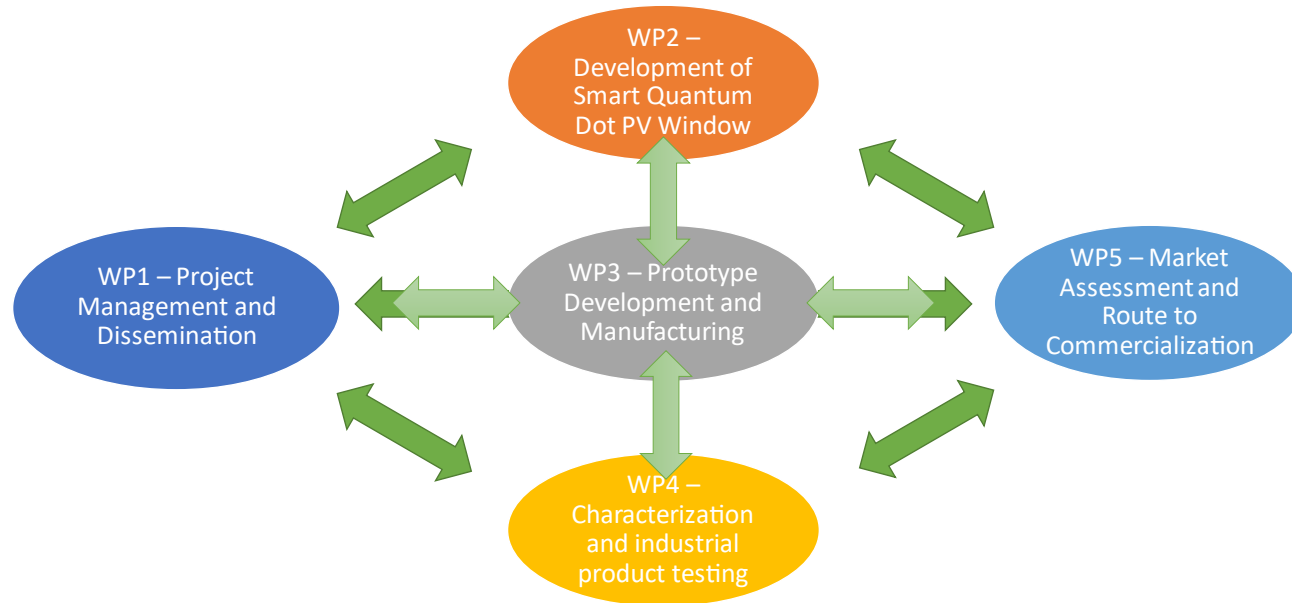 WP2 –
Development of
Smart Quantum
Dot PV Window
WP1 – Project
Management and
Dissemination
WP3 – Prototype
Development and
Manufacturing
WP5 – Market
Assessment and
Route to
Commercialization
WP4 –
Characterization
and industrial
product testing